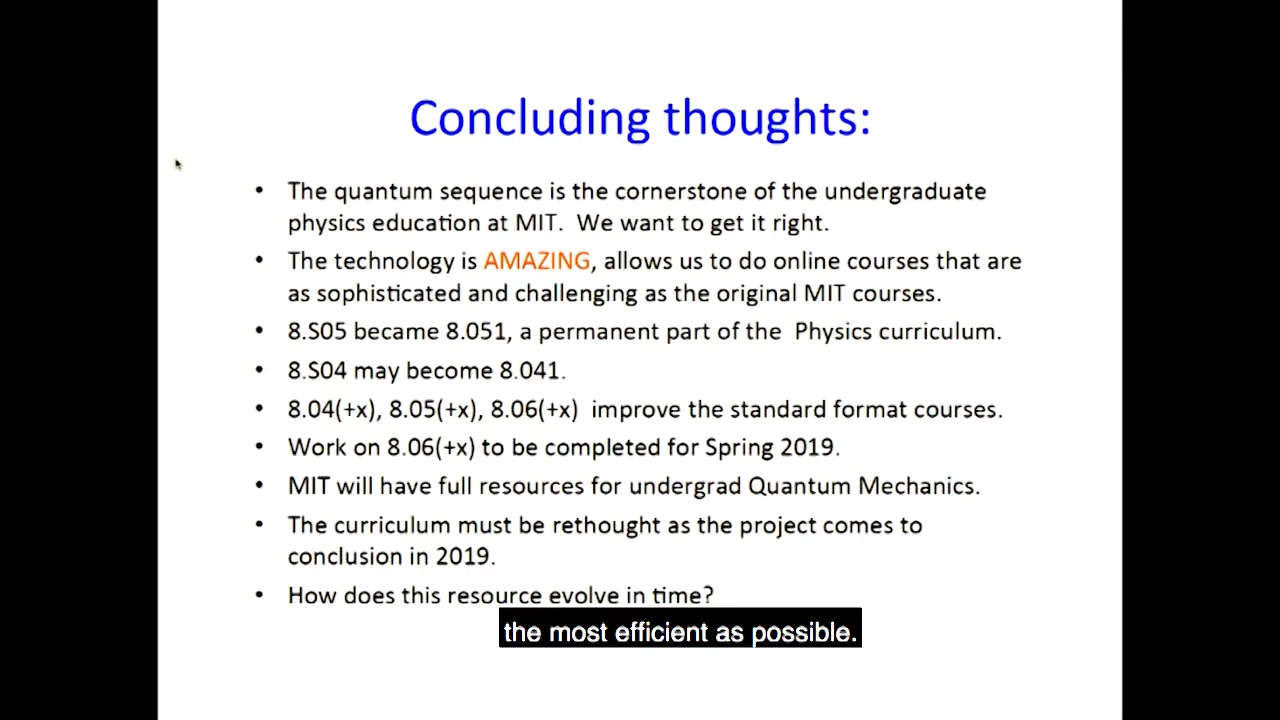 Concluding thoughts:
• The quantum sequence is the cornerstone of the undergraduate
physics education at MIT.  We want to get it right.
• The technology is AMAZING, allows us to do online courses that are
as sophisticated and challenging as the original MIT courses.
• 8.S05 became 8.051, a permanent part of the  Physics curriculum.
• 8.S04 may become 8.041.
• 8.04(+x), 8.05(+x), 8.06(+x)  improve the standard format courses.
• Work on 8.06(+x) to be completed for Spring 2019.
• MIT will have full resources for undergrad Quantum Mechanics.
• The curriculum must be rethought as the project comes to
conclusion in 2019.
• How does this resource evolve in time?
the most efficient as possible.